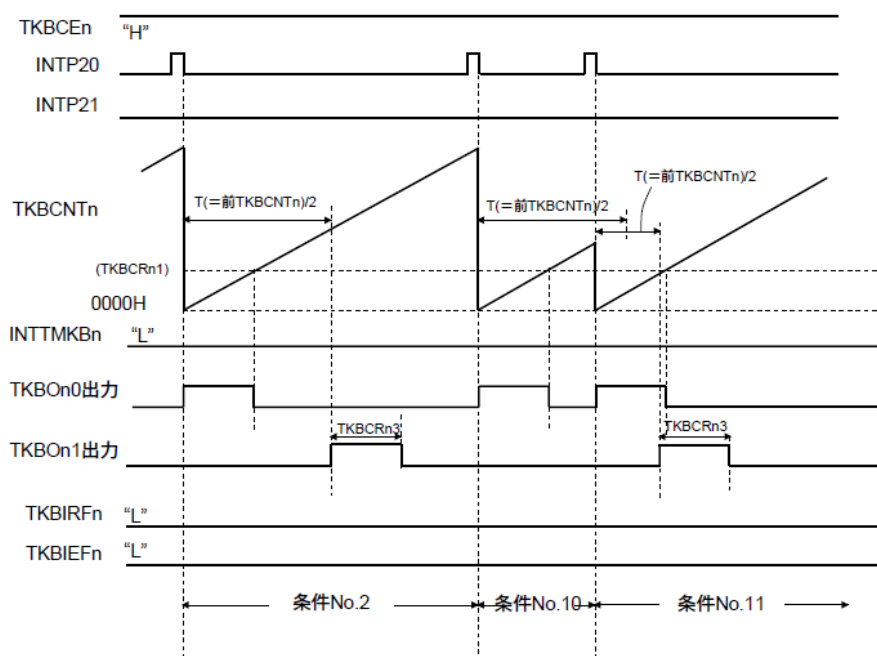 TKBCEn “H”
INTP20
INTP21
TKBCNTn
T(=前TKBCNTn)/2
T(=前TKBCNTn)/2
T(=前TKBCNTn)/2
(TKBCRn1)
0000H
INTTMKBn “L”
TKBOn0出力
TKBOn1出力
TKBCRn3
TKBCRn3
TKBIRFn “L”
TKBIEFn “L”
条件No.2
条件No.10
条件No.11